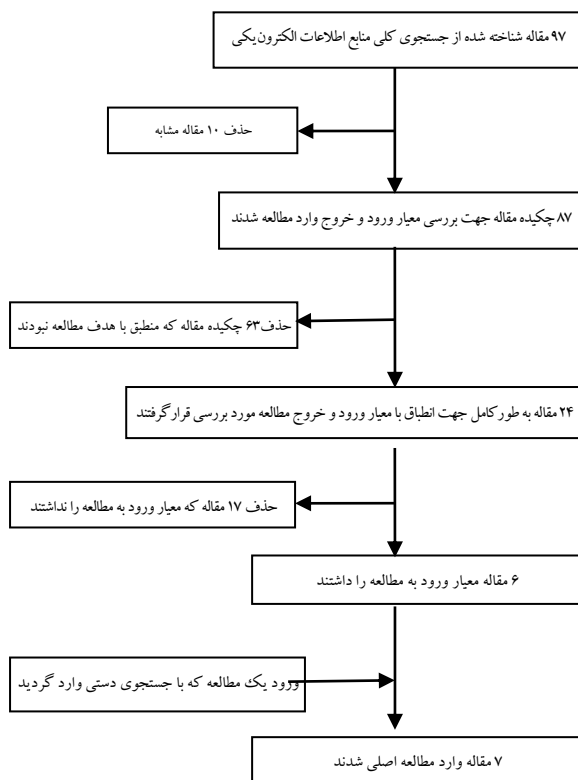 ۹۷ مقاله شناخته شده از جستجوی کلی منابع اطلاعات الکترونیکی
حذف ۱۰ مقاله مشابه
۸۷ چکیده مقاله جهت بررسی معیار ورود و خروج وارد مطالعه شدند
حذف ۶۳ چکیده مقاله که منطبق با هدف مطالعه نبودند
۲۴ مقاله به طور کامل جهت انطباق با معیار ورود و خروج مطالعه مورد بررسی قرار گرفتند
حذف ۱۷ مقاله که معیار ورود به مطالعه را نداشتند
۶ مقاله معیار ورود به مطالعه را داشتند
ورود یک مطالعه که با جستجوی دستی وارد گردید
۷ مقاله وارد مطالعه اصلی شدند